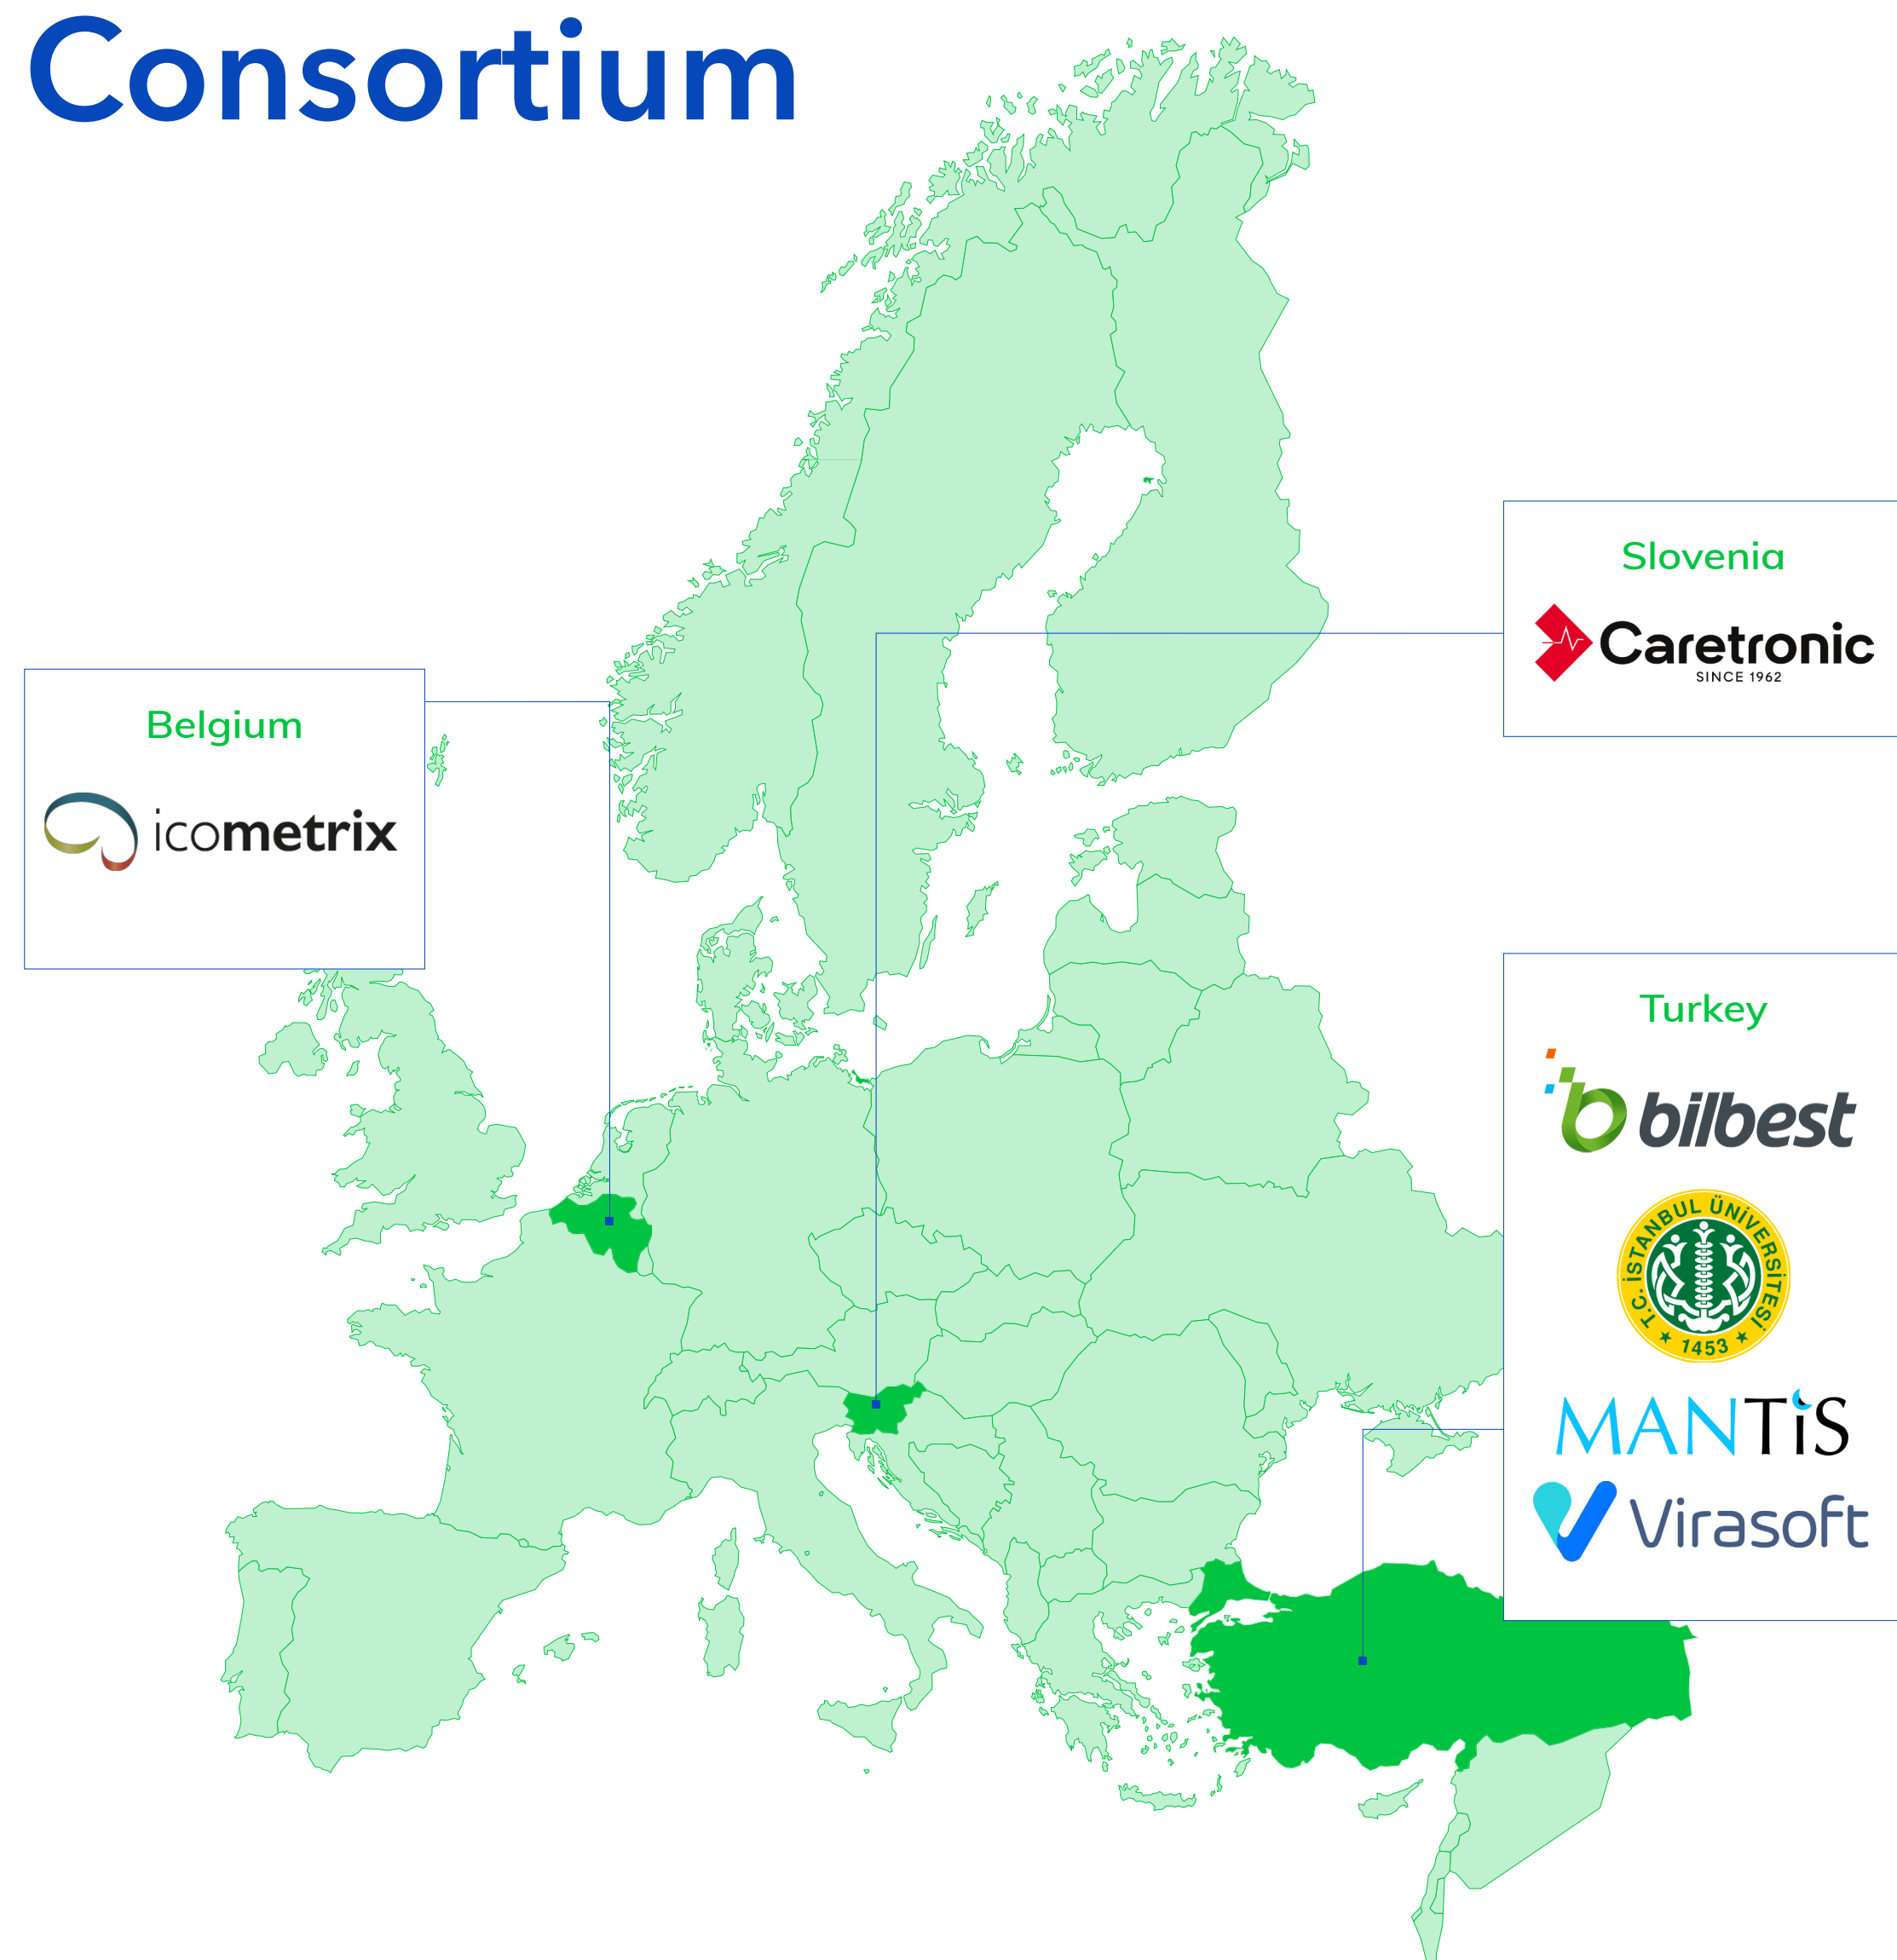 Consortium
Slovenia
Caretronic
SINCE 1962
Belgium
icometrix
Turkey
bilbest
T.C. İSTANBUL ÜNİVERSİTESİ
1453
MANTiS
Virasoft